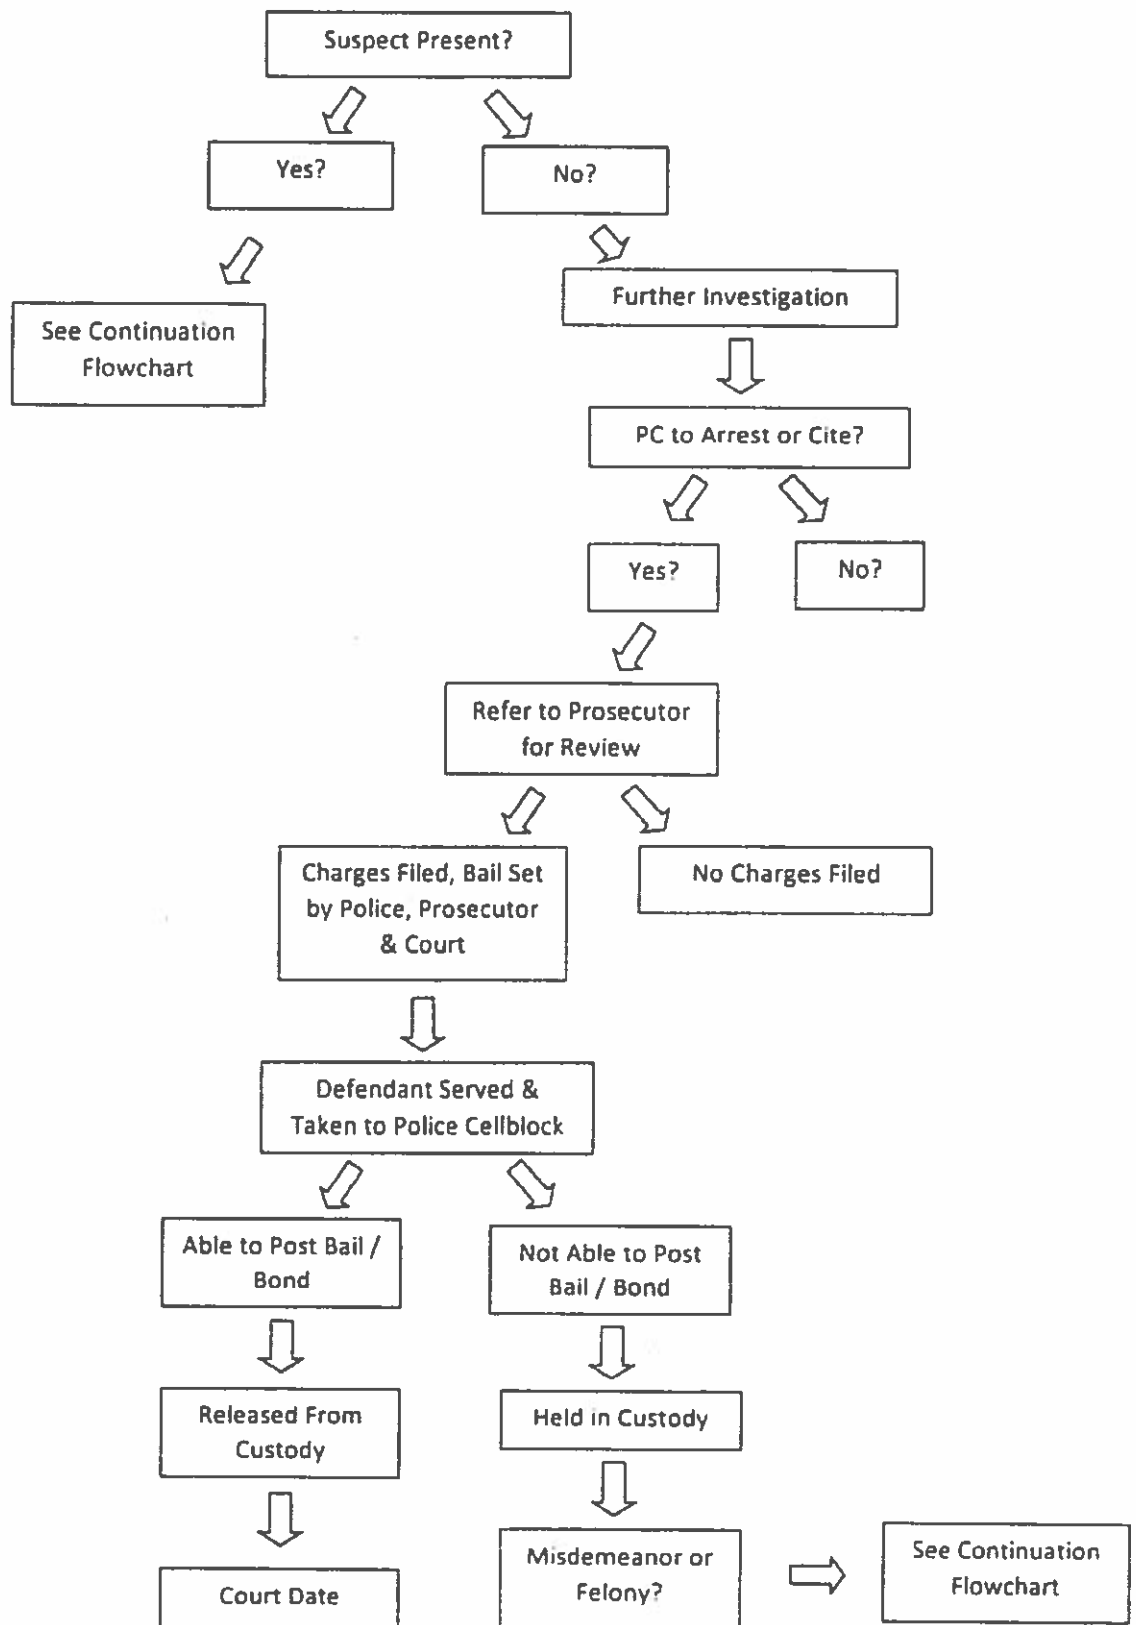 Suspect Present?
Yes?
No?
See Continuation
Flowchart
Further Investigation
PC to Arrest or Cite?
Yes?
No?
Refer to Prosecutor
for Review
Charges Filed, Bail Set
by Police, Prosecutor
& Court
No Charges Filed
Defendant Served &
Taken to Police Cellblock
Able to Post Bail /
Bond
Not Able to Post
Bail / Bond
Released From
Custody
Held in Custody
Court Date
Misdemeanor or
Felony?
See Continuation
Flowchart